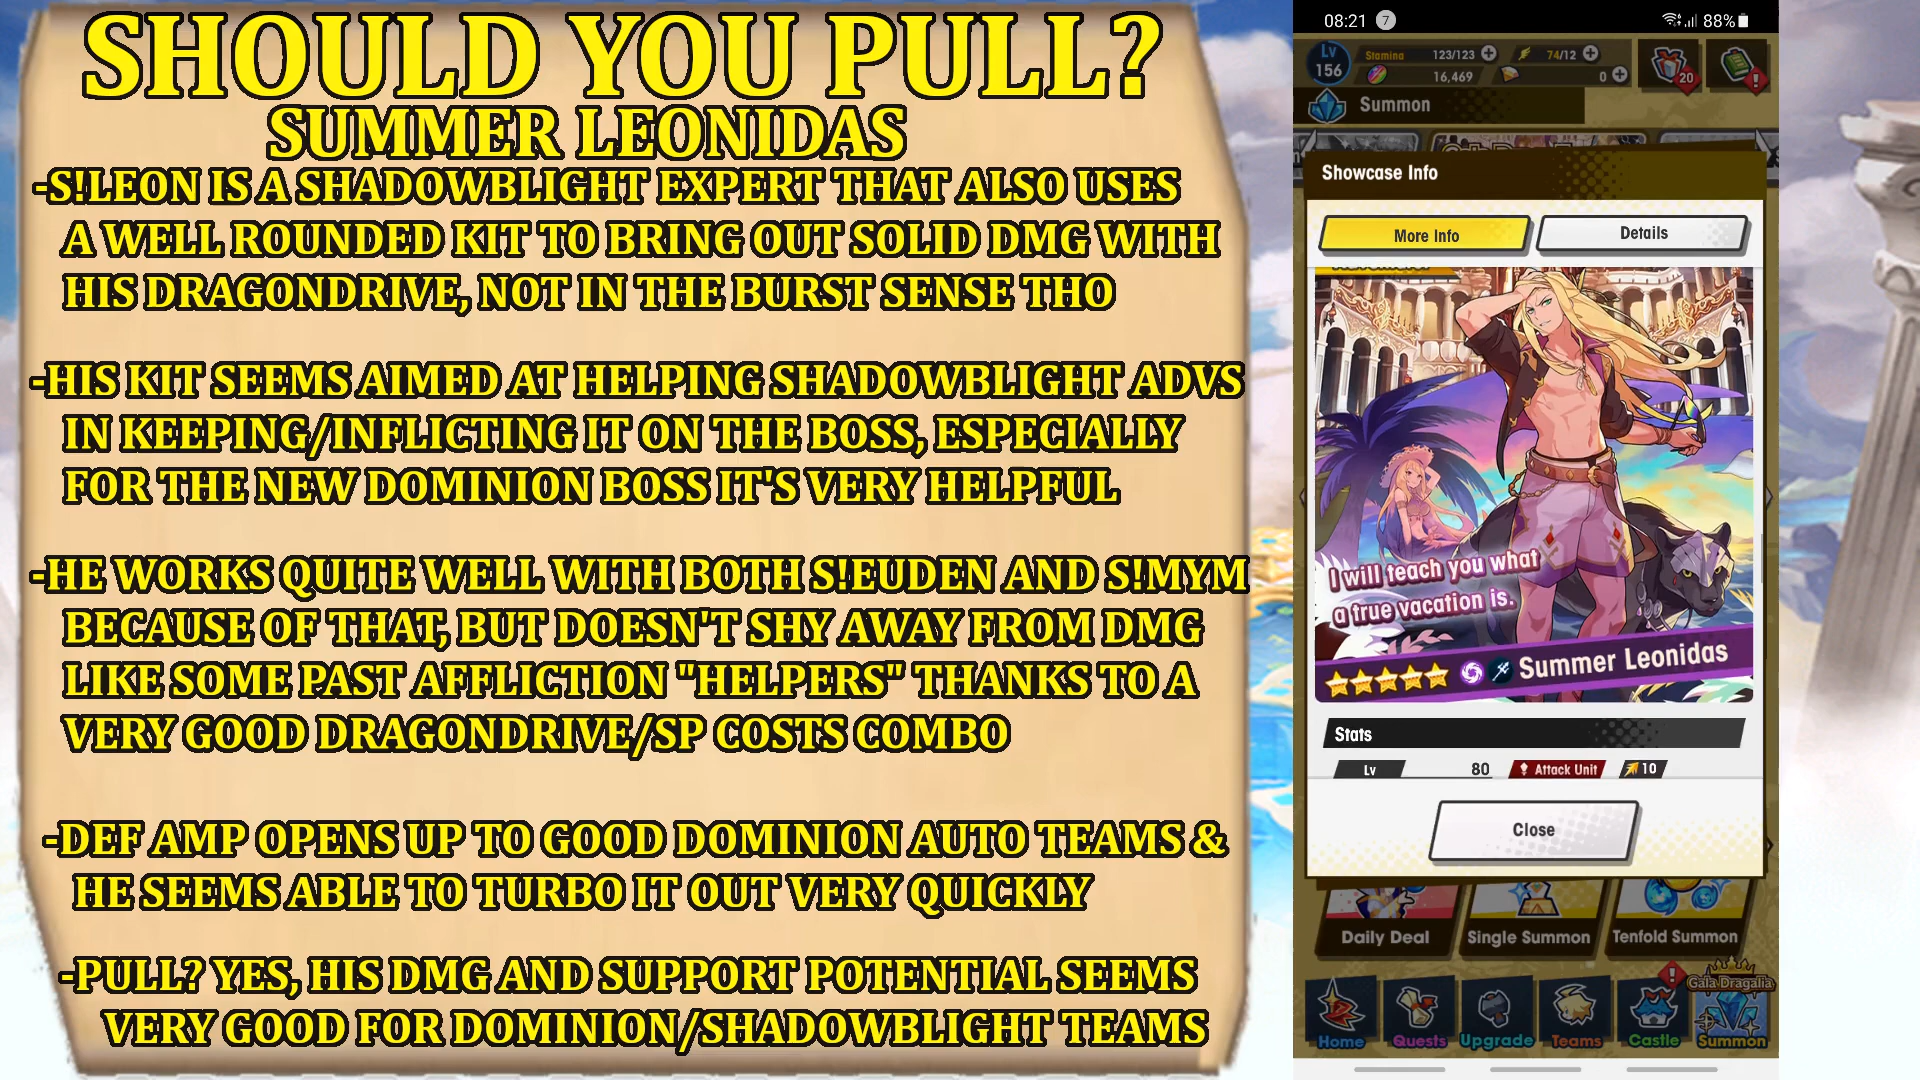 SHOULD YOU PULL?
SUMMER LEONIDAS
-S!LEON IS A SHADOWBLIGHT EXPERT THAT ALSO USES
A WELL ROUNDED KIT TO BRING OUT SOLID DMG WITH
HIS DRAGONDRIVE, NOT IN THE BURST SENSE THO
-HIS KIT SEEMS AIMED AT HELPING SHADOWBLIGHT ADVS
IN KEEPING/INFLICTING IT ON THE BOSS, ESPECIALLY
FOR THE NEW DOMINION BOSS IT'S VERY HELPFUL
-HE WORKS QUITE WELL WITH BOTH S!EUDEN AND S!MYM
BECAUSE OF THAT, BUT DOESN'T SHY AWAY FROM DMG
LIKE SOME PAST AFFLICTION "HELPERS" THANKS TO A
VERY GOOD DRAGONDRIVE/SP COSTS COMBO
-DEF AMP OPENS UP TO GOOD DOMINION AUTO TEAMS &
HE SEEMS ABLE TO TURBO IT OUT VERY QUICKLY
-PULL? YES, HIS DMG AND SUPPORT POTENTIAL SEEMS
VERY GOOD FOR DOMINION/SHADOWBLIGHT TEAMS
08:21 7 88%
Lv 156 Stamina 123/123 74/12 20 !
16,469 0
Summon
Showcase Info
More Info Details
I will teach you what
a true vacation is.
Summer Leonidas
Stats
Lv 80 Attack Unit 10
Close
Daily Deal Single Summon Tenfold Summon
Gala Dragalia
Home Quests Upgrade Teams Castle Summon